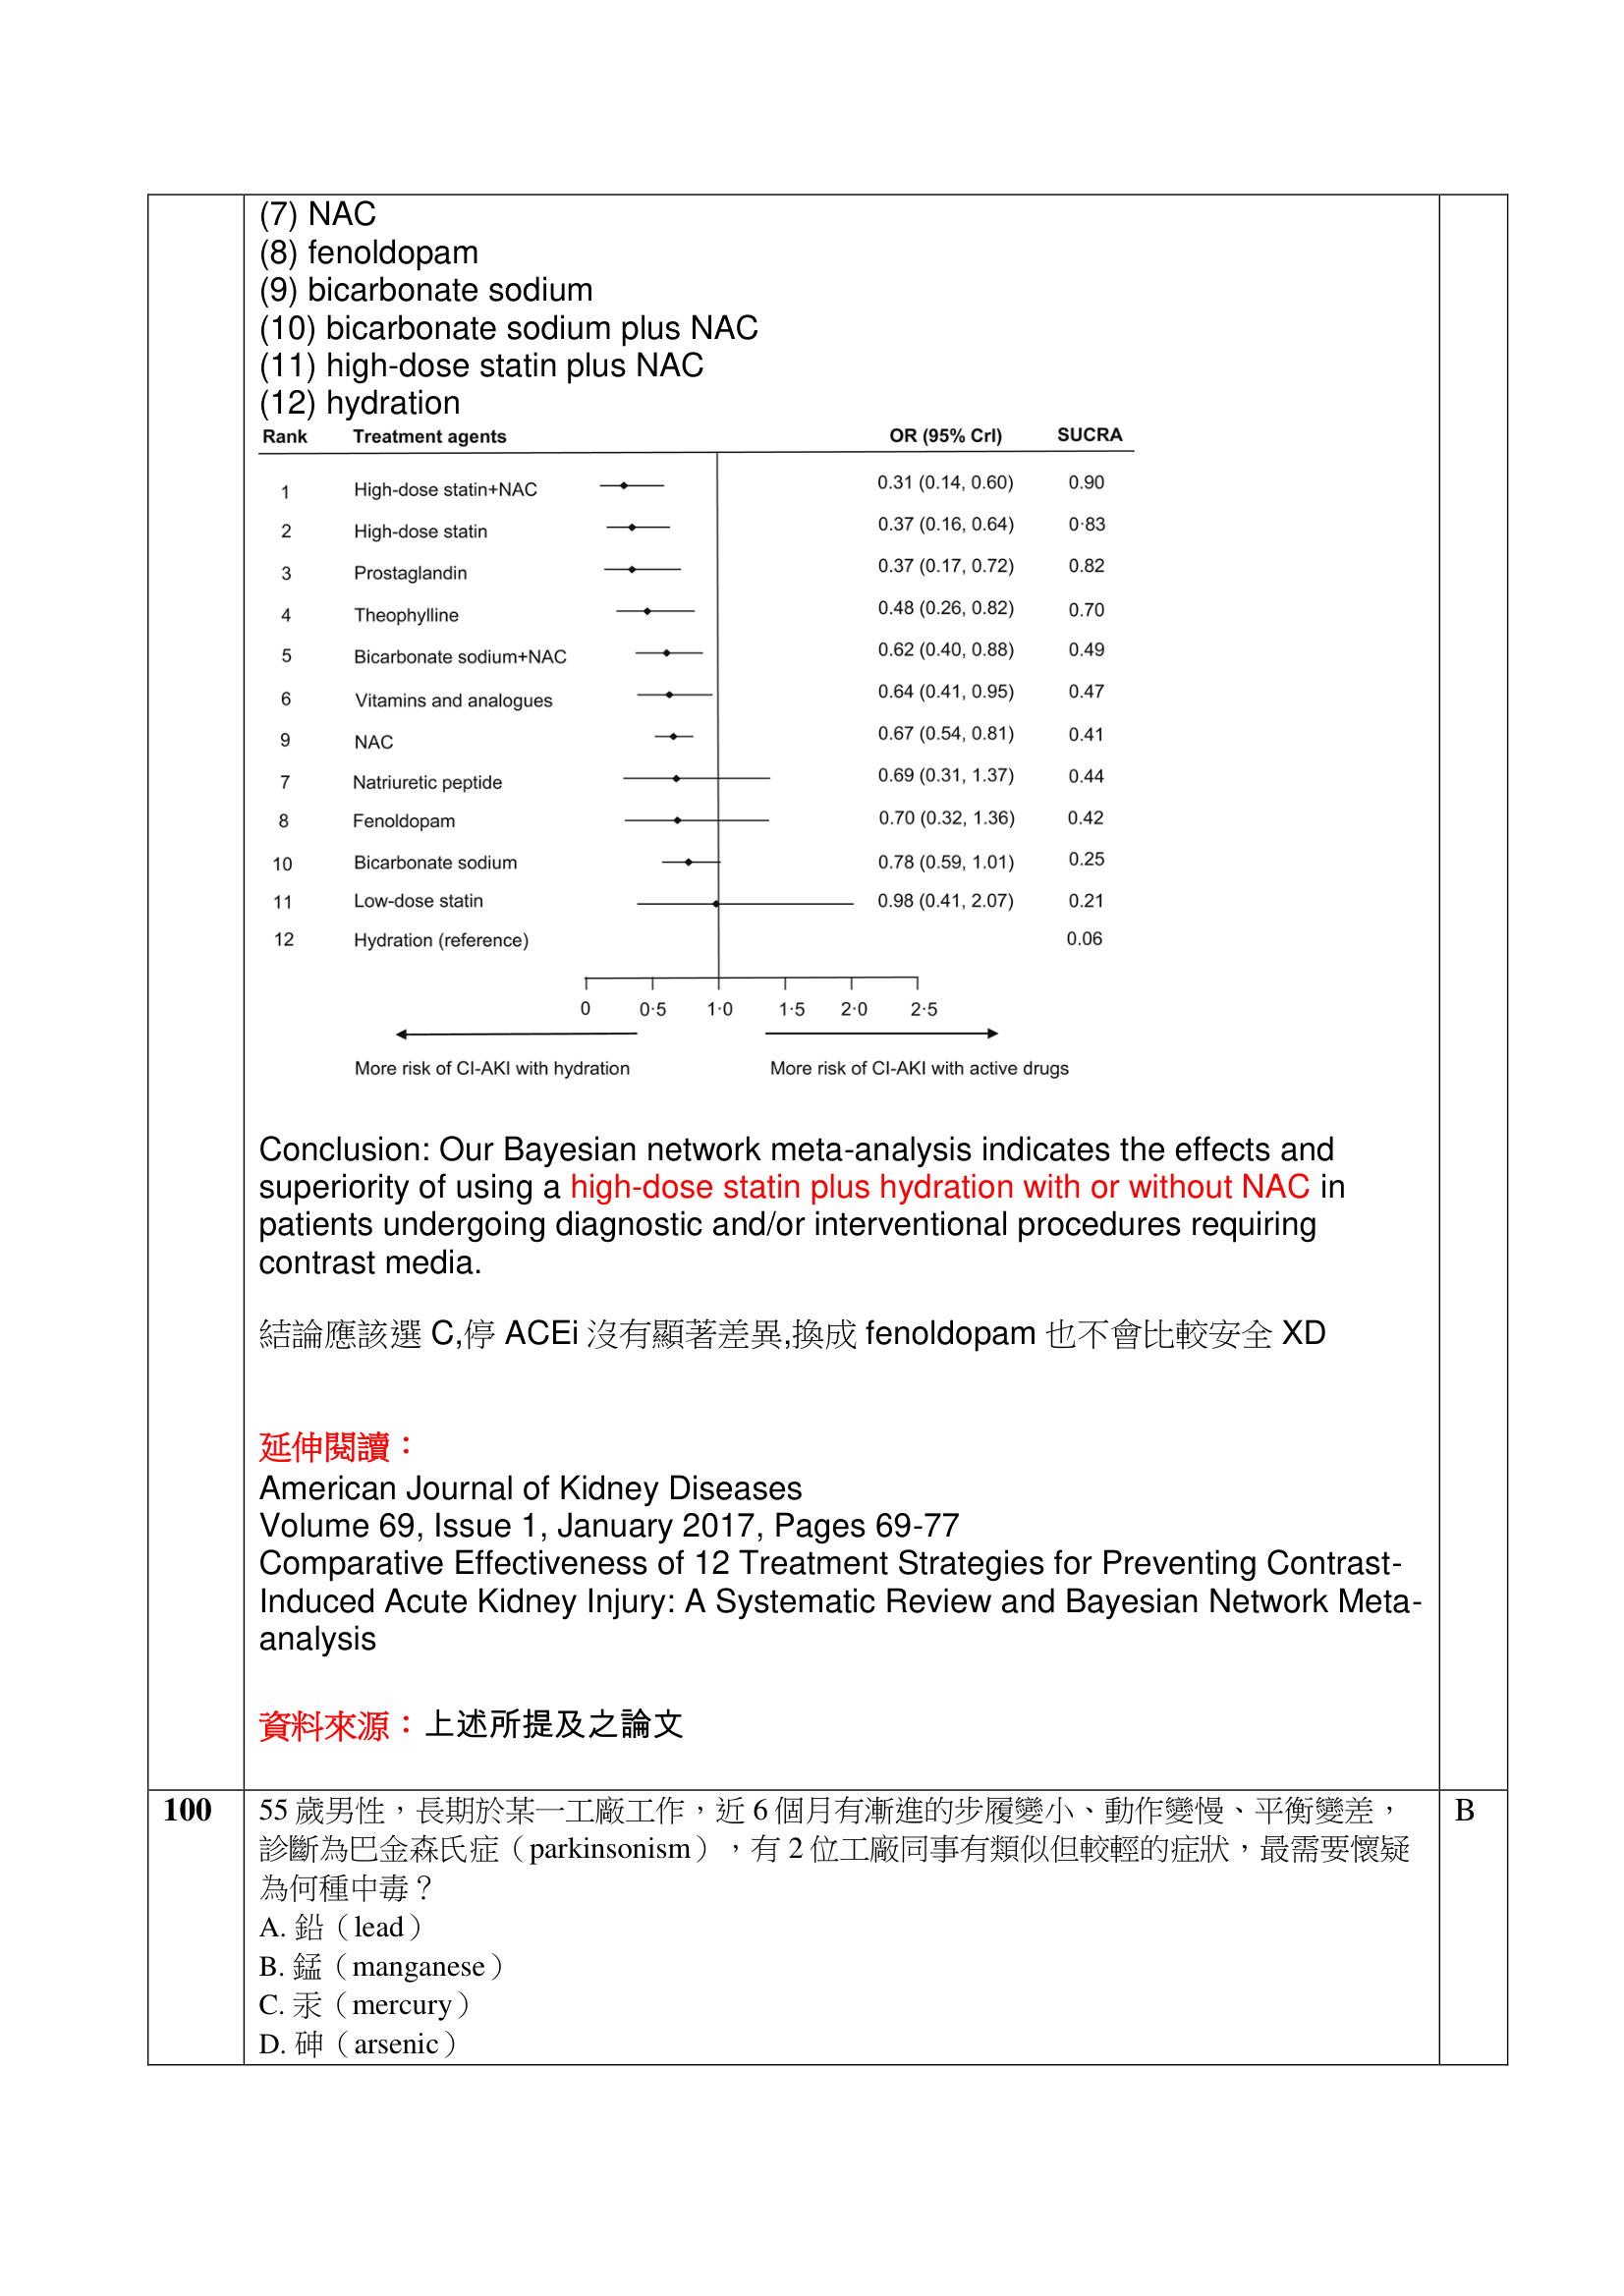 (7) NAC
(8) fenoldopam
(9) bicarbonate sodium
(10) bicarbonate sodium plus NAC
(11) high-dose statin plus NAC
(12) hydration
Rank Treatment agents OR (95% CrI) SUCRA
1 High-dose statin+NAC 0.31 (0.14, 0.60) 0.90
2 High-dose statin 0.37 (0.16, 0.64) 0·83
3 Prostaglandin 0.37 (0.17, 0.72) 0.82
4 Theophylline 0.48 (0.26, 0.82) 0.70
5 Bicarbonate sodium+NAC 0.62 (0.40, 0.88) 0.49
6 Vitamins and analogues 0.64 (0.41, 0.95) 0.47
9 NAC 0.67 (0.54, 0.81) 0.41
7 Natriuretic peptide 0.69 (0.31, 1.37) 0.44
8 Fenoldopam 0.70 (0.32, 1.36) 0.42
10 Bicarbonate sodium 0.78 (0.59, 1.01) 0.25
11 Low-dose statin 0.98 (0.41, 2.07) 0.21
12 Hydration (reference) 0.06
0 0·5 1·0 1·5 2·0 2·5
More risk of CI-AKI with hydration More risk of CI-AKI with active drugs
Conclusion: Our Bayesian network meta-analysis indicates the effects and
superiority of using a high-dose statin plus hydration with or without NAC in
patients undergoing diagnostic and/or interventional procedures requiring
contrast media.
結論應該選 C,停 ACEi 沒有顯著差異,換成 fenoldopam 也不會比較安全 XD
延伸閱讀：
American Journal of Kidney Diseases
Volume 69, Issue 1, January 2017, Pages 69-77
Comparative Effectiveness of 12 Treatment Strategies for Preventing Contrast-
Induced Acute Kidney Injury: A Systematic Review and Bayesian Network Meta-
analysis
資料來源：上述所提及之論文
100 55 歲男性，長期於某一工廠工作，近 6 個月有漸進的步履變小、動作變慢、平衡變差， B
診斷為巴金森氏症（parkinsonism），有 2 位工廠同事有類似但較輕的症狀，最需要懷疑
為何種中毒？
A. 鉛（lead）
B. 錳（manganese）
C. 汞（mercury）
D. 砷（arsenic）